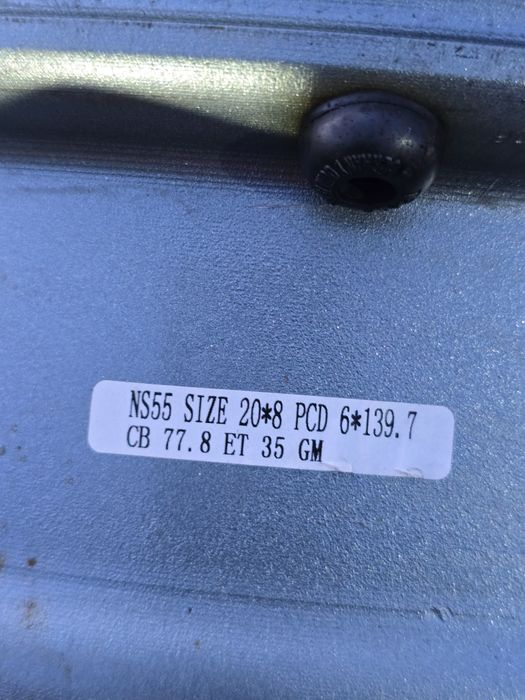 NS55 SIZE 20*8 PCD 6*139.7
CB 77.8 ET 35 GM